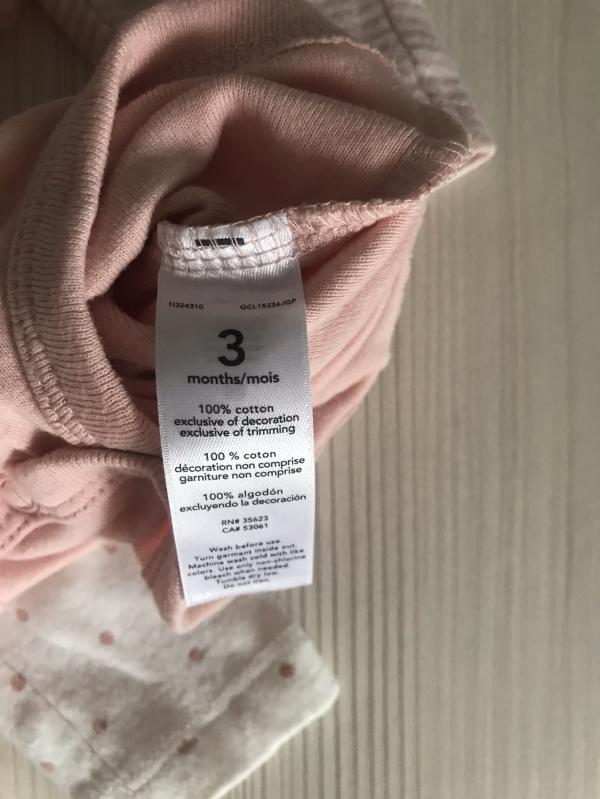 1I324310 GCL15234-IGP
3
months/mois
100% cotton
exclusive of decoration
exclusive of trimming
100 % coton
décoration non comprise
garniture non comprise
100% algodón
excluyendo la decoración
RN# 35623
CA# 53061
Wash before use.
Turn garment inside out.
Machine wash cold with like
colors. Use only non-chlorine
bleach when needed.
Tumble dry low.
Do not iron.